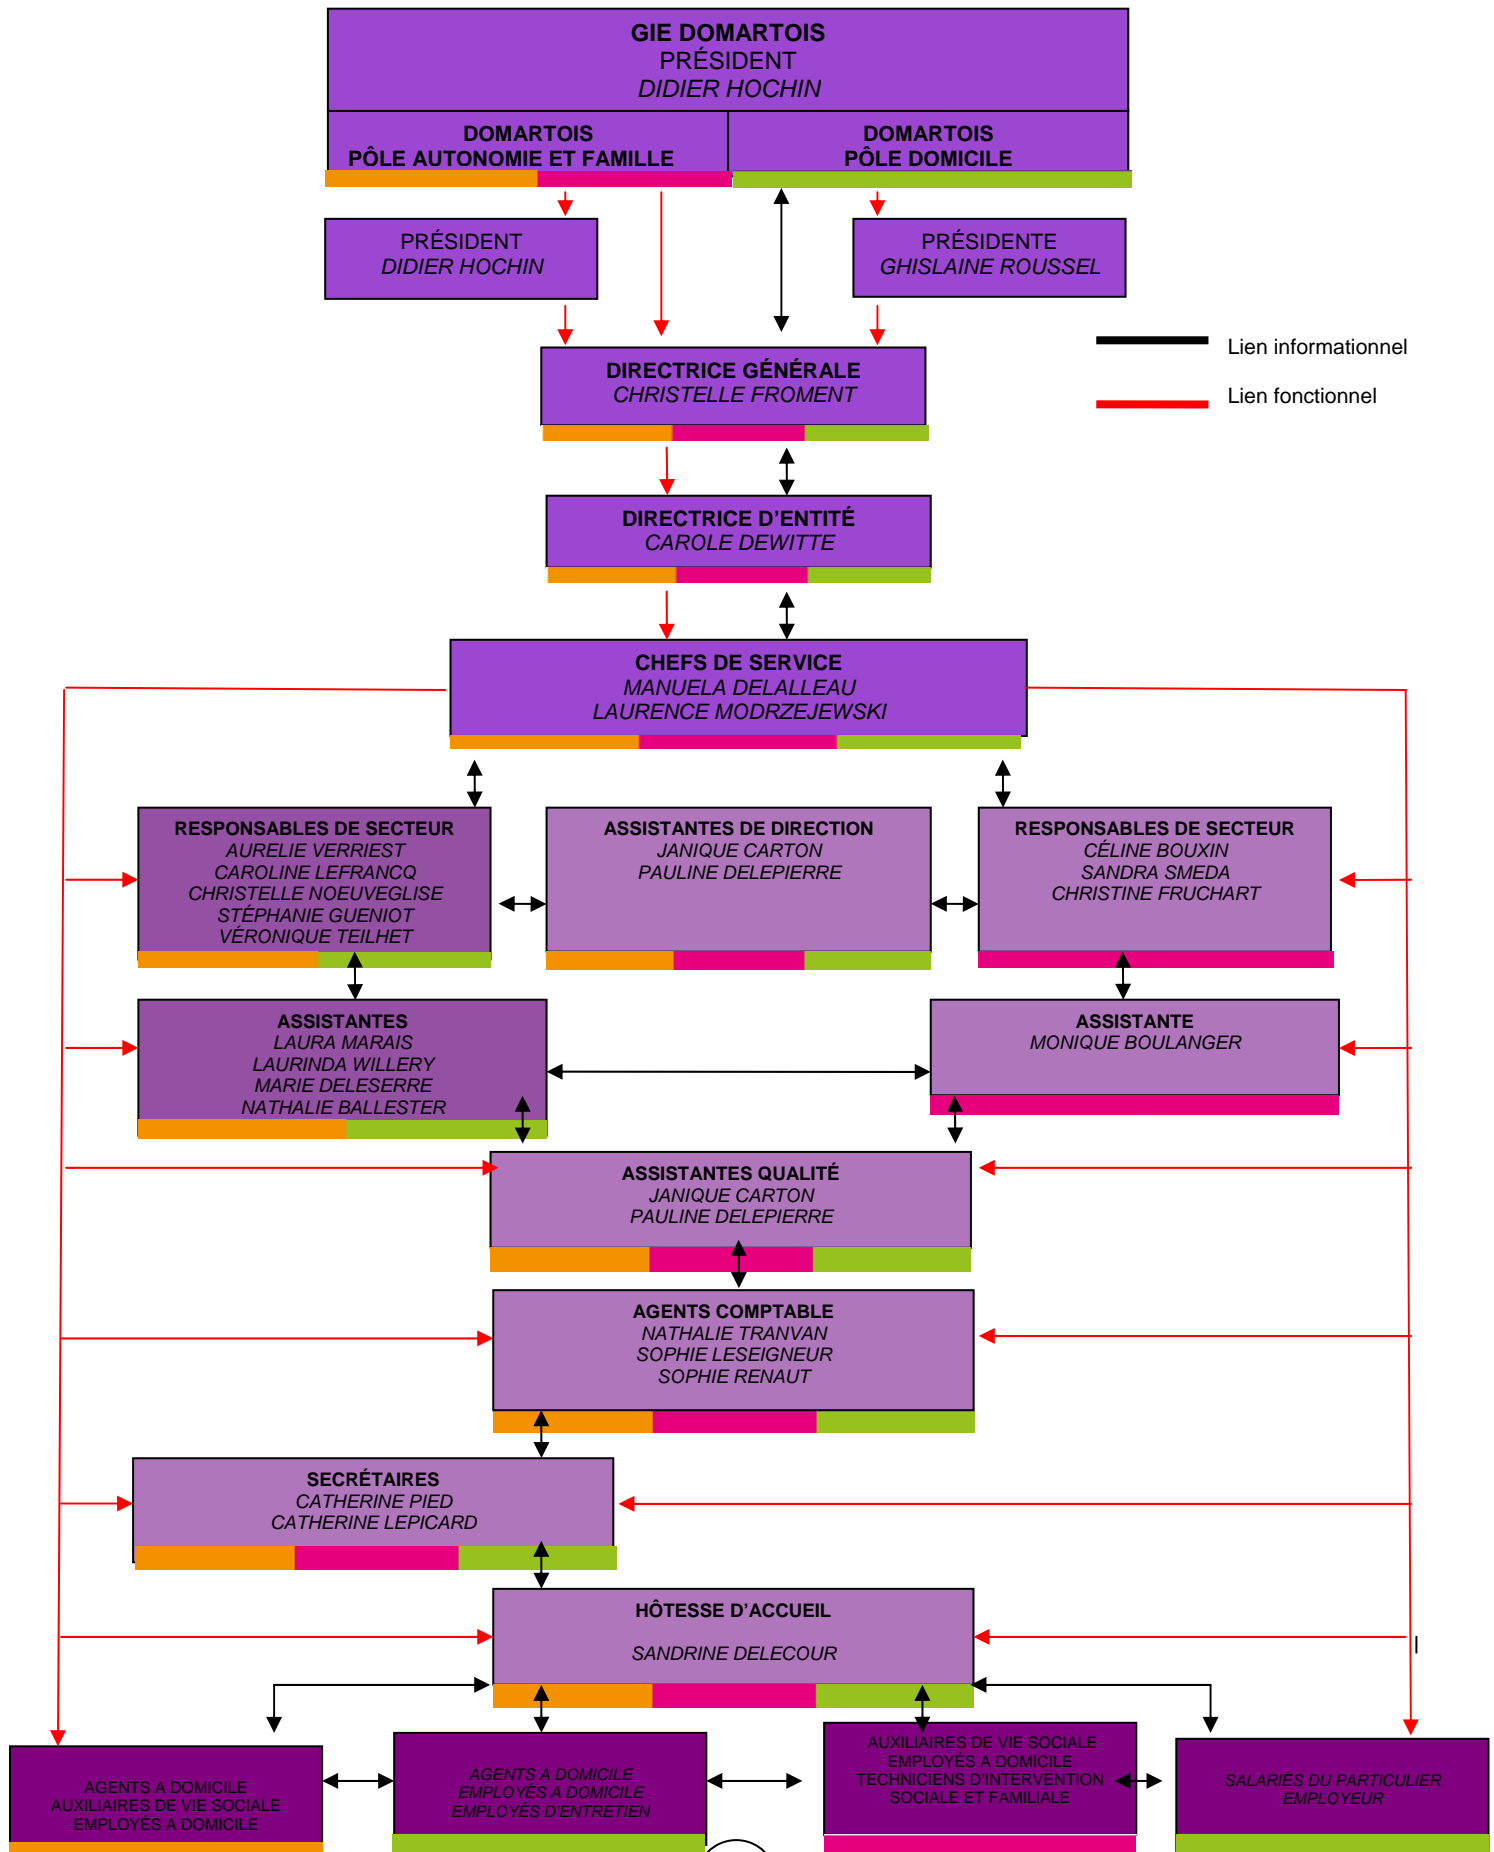 GIE DOMARTOIS
PRÉSIDENT
DIDIER HOCHIN
DOMARTOIS
PÔLE AUTONOMIE ET FAMILLE
DOMARTOIS
PÔLE DOMICILE
PRÉSIDENT
DIDIER HOCHIN
PRÉSIDENTE
GHISLAINE ROUSSEL
Lien informationnel
Lien fonctionnel
DIRECTRICE GÉNÉRALE
CHRISTELLE FROMENT
DIRECTRICE D'ENTITÉ
CAROLE DEWITTE
CHEFS DE SERVICE
MANUELA DELALLEAU
LAURENCE MODRZEJEWSKI
RESPONSABLES DE SECTEUR
AURELIE VERRIEST
CAROLINE LEFRANCQ
CHRISTELLE NOEUVEGLISE
STÉPHANIE GUENIOT
VÉRONIQUE TEILHET
ASSISTANTES DE DIRECTION
JANIQUE CARTON
PAULINE DELEPIERRE
RESPONSABLES DE SECTEUR
CÉLINE BOUXIN
SANDRA SMEDA
CHRISTINE FRUCHART
ASSISTANTES
LAURA MARAIS
LAURINDA WILLERY
MARIE DELESERRE
NATHALIE BALLESTER
ASSISTANTE
MONIQUE BOULANGER
ASSISTANTES QUALITÉ
JANIQUE CARTON
PAULINE DELEPIERRE
AGENTS COMPTABLE
NATHALIE TRANVAN
SOPHIE LESEIGNEUR
SOPHIE RENAUT
SECRÉTAIRES
CATHERINE PIED
CATHERINE LEPICARD
HÔTESSE D'ACCUEIL
SANDRINE DELECOUR
AGENTS A DOMICILE
AUXILIAIRES DE VIE SOCIALE
EMPLOYÉS A DOMICILE
AGENTS A DOMICILE
EMPLOYÉS A DOMICILE
EMPLOYÉS D'ENTRETIEN
AUXILIAIRES DE VIE SOCIALE
EMPLOYÉS A DOMICILE
TECHNICIENS D'INTERVENTION
SOCIALE ET FAMILIALE
SALARIÉS DU PARTICULIER
EMPLOYEUR